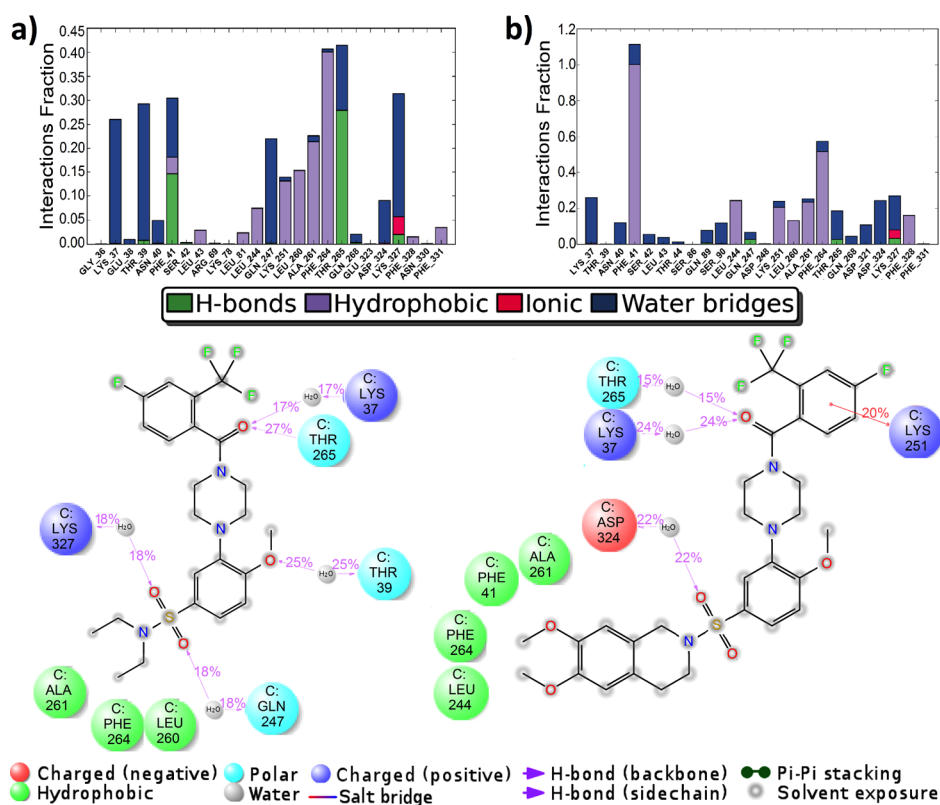 a)
Interactions Fraction
0.45
0.40
0.35
0.30
0.25
0.20
0.15
0.10
0.05
0.00
GLY_36
LYS_37
GLU_38
THR_39
ASN_40
PHE_41
SER_42
LEU_43
ARG_69
LYS_78
LEU_81
LEU_244
GLN_247
LYS_251
LEU_260
ALA_261
PHE_264
THR_265
GLN_266
GLU_263
ASP_324
LYS_327
PHE_328
ASN_330
PHE_331
b)
Interactions Fraction
1.2
1.0
0.8
0.6
0.4
0.2
0.0
LYS_37
THR_39
ASN_40
PHE_41
SER_42
LEU_43
THR_44
SER_86
GLN_89
SER_90
LEU_244
GLN_247
ASP_248
LYS_251
LEU_260
ALA_261
PHE_264
THR_265
GLN_266
ASP_321
ASP_324
LYS_327
PHE_328
PHE_331
H-bonds Hydrophobic Ionic Water bridges
F
F
F
F
O
N
N
O
O
S
N
O
H₂O
17%
17%
C:
LYS
37
27%
C:
THR
265
C:
LYS
327
18%
H₂O
18%
25%
H₂O
25%
C:
THR
39
18%
H₂O
18%
C:
GLN
247
C:
ALA
261
C:
PHE
264
C:
LEU
260
F
F
F
F
O
N
N
O
O
S
O
N
O
O
C:
THR
265
15%
H₂O
15%
C:
LYS
37
24%
H₂O
24%
20%
C:
LYS
251
C:
ASP
324
22%
H₂O
22%
C:
ALA
261
C:
PHE
41
C:
PHE
264
C:
LEU
244
Charged (negative)
Hydrophobic
Polar
Water
Charged (positive)
Salt bridge
H-bond (backbone)
H-bond (sidechain)
Pi-Pi stacking
Solvent exposure